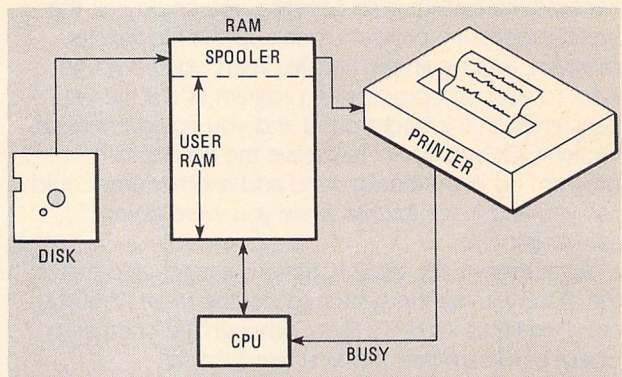 RAM
SPOOLER
USER
RAM
PRINTER
DISK
CPU
BUSY